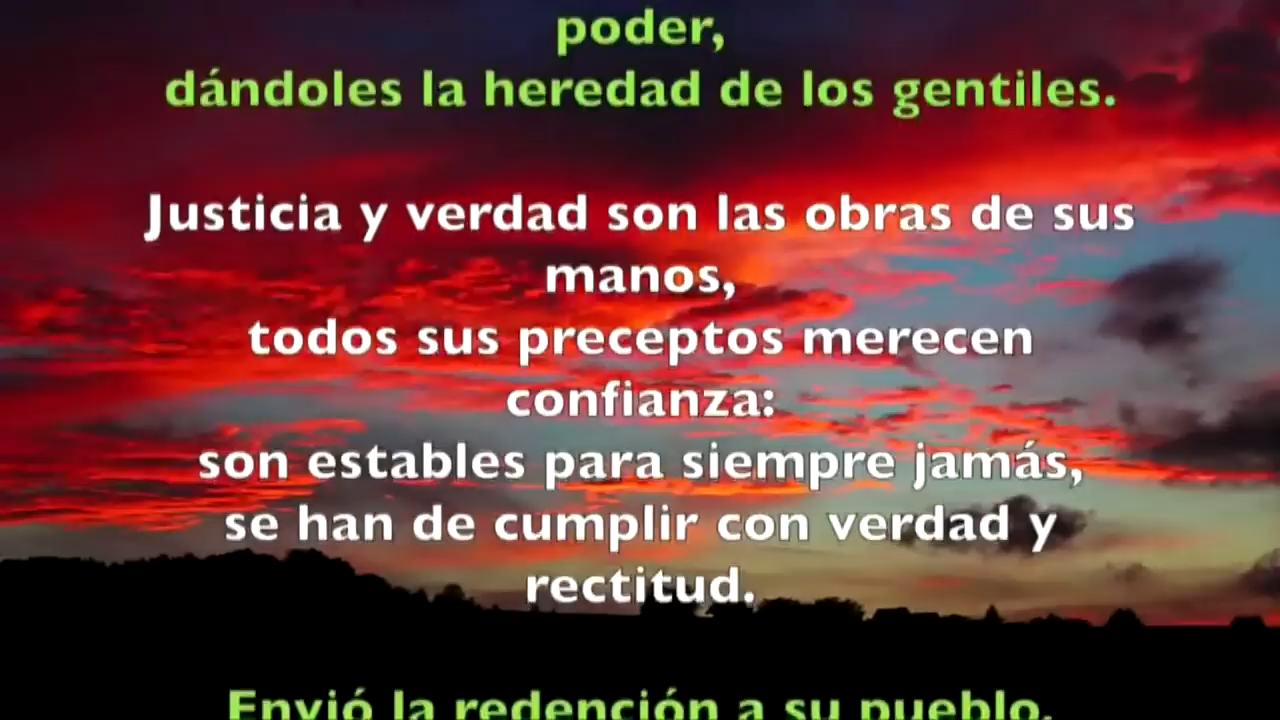 poder,
dándoles la heredad de los gentiles.
Justicia y verdad son las obras de sus
manos,
todos sus preceptos merecen
confianza:
son estables para siempre jamás,
se han de cumplir con verdad y
rectitud.
Envió la redención a su pueblo,